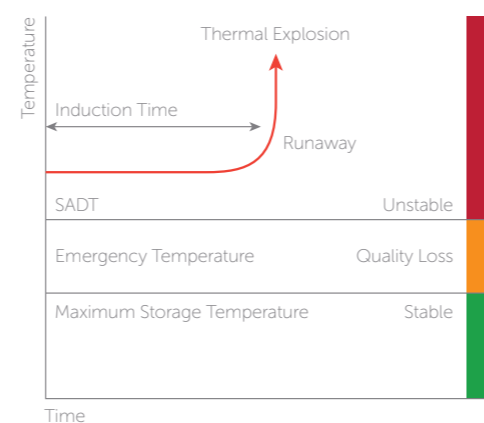 Temperature
Thermal Explosion
Induction Time
Runaway
SADT Unstable
Emergency Temperature Quality Loss
Maximum Storage Temperature Stable
Time